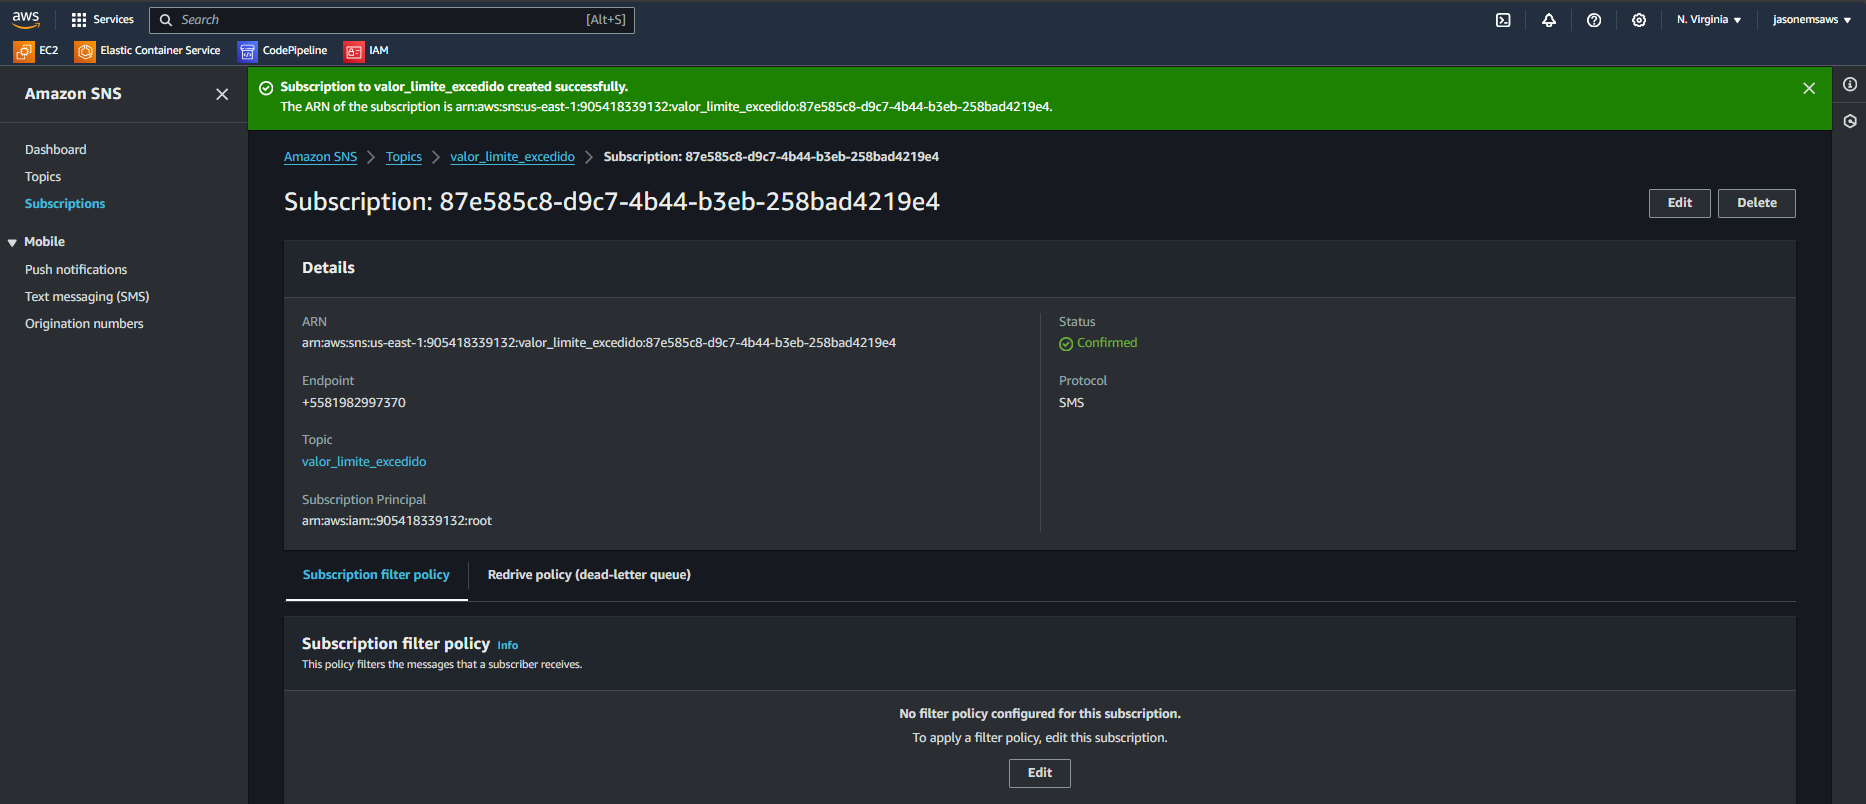 aws
Services
Search
[Alt+S]
N. Virginia
jasonemsaws
EC2
Elastic Container Service
CodePipeline
IAM
Amazon SNS
Dashboard
Topics
Subscriptions
Mobile
Push notifications
Text messaging (SMS)
Origination numbers
Subscription to valor_limite_excedido created successfully.
The ARN of the subscription is arn:aws:sns:us-east-1:905418339132:valor_limite_excedido:87e585c8-d9c7-4b44-b3eb-258bad4219e4.
Amazon SNS
Topics
valor_limite_excedido
Subscription: 87e585c8-d9c7-4b44-b3eb-258bad4219e4
Subscription: 87e585c8-d9c7-4b44-b3eb-258bad4219e4
Edit
Delete
Details
ARN
arn:aws:sns:us-east-1:905418339132:valor_limite_excedido:87e585c8-d9c7-4b44-b3eb-258bad4219e4
Endpoint
+5581982997370
Topic
valor_limite_excedido
Subscription Principal
arn:aws:iam::905418339132:root
Status
Confirmed
Protocol
SMS
Subscription filter policy
Redrive policy (dead-letter queue)
Subscription filter policy Info
This policy filters the messages that a subscriber receives.
No filter policy configured for this subscription.
To apply a filter policy, edit this subscription.
Edit